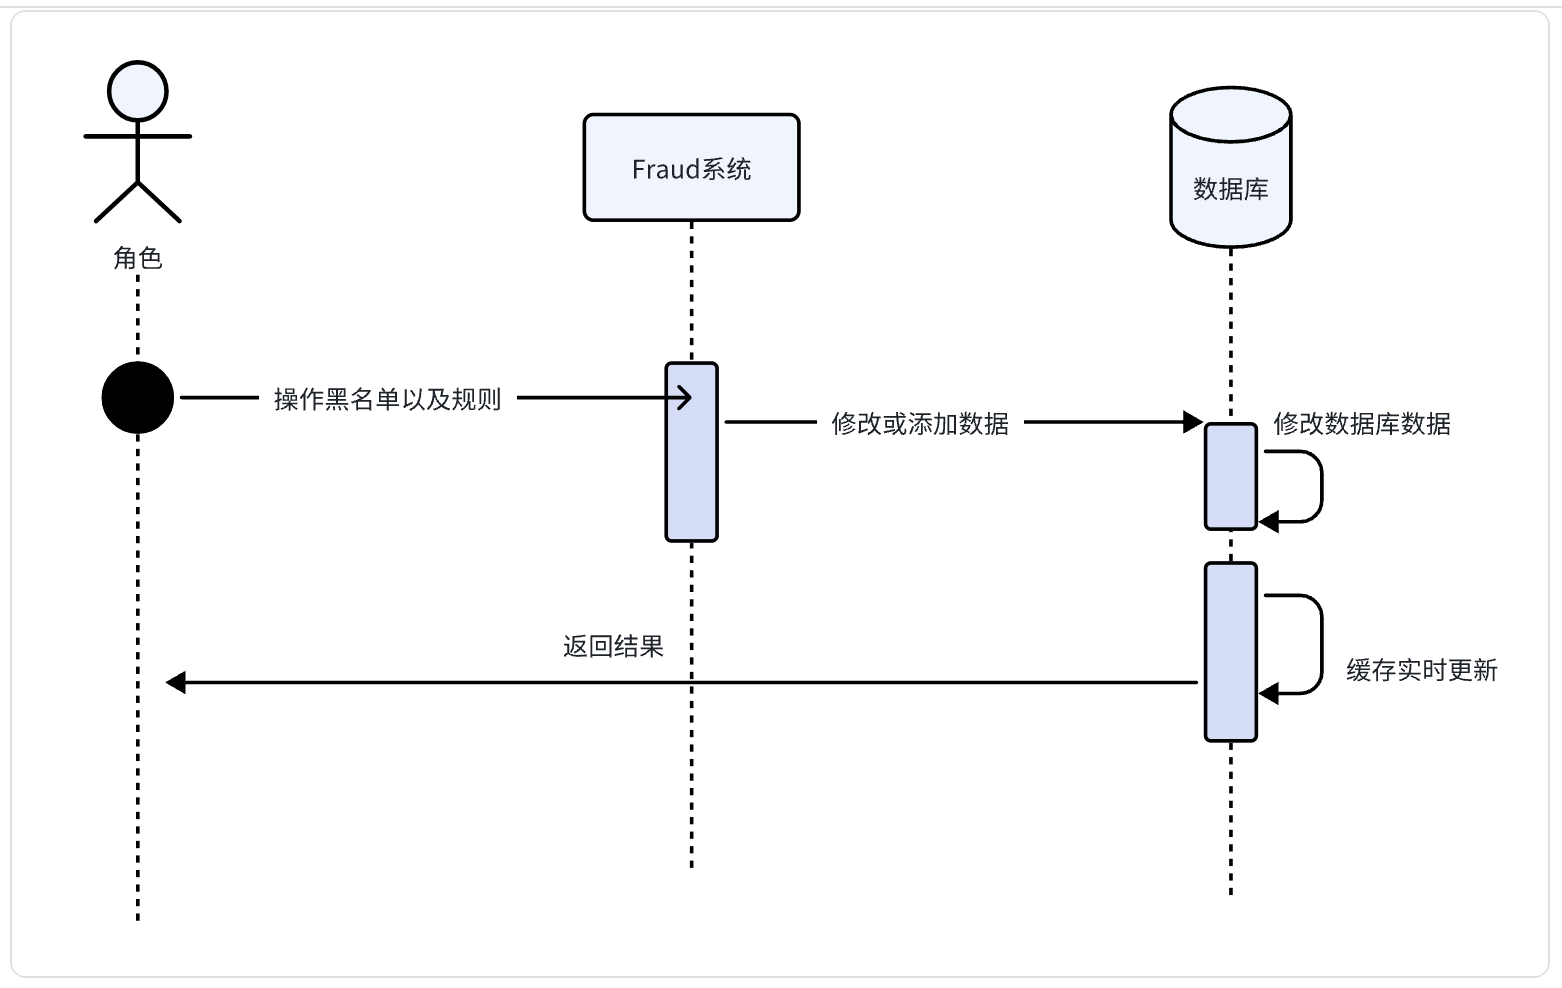 Fraud系统
数据库
角色
操作黑名单以及规则
修改或添加数据
修改数据库数据
返回结果
缓存实时更新